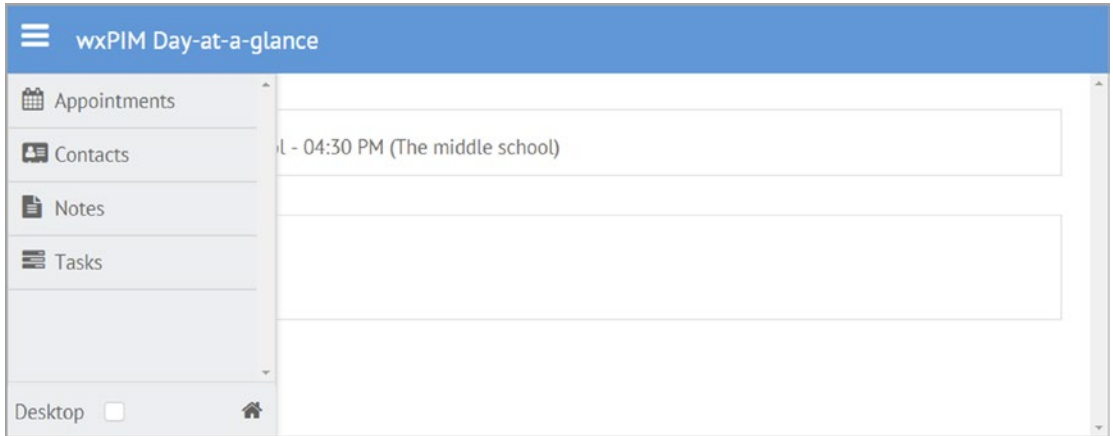 wxPIM Day-at-a-glance
Appointments
Contacts
Notes
Tasks
Desktop
- 04:30 PM (The middle school)